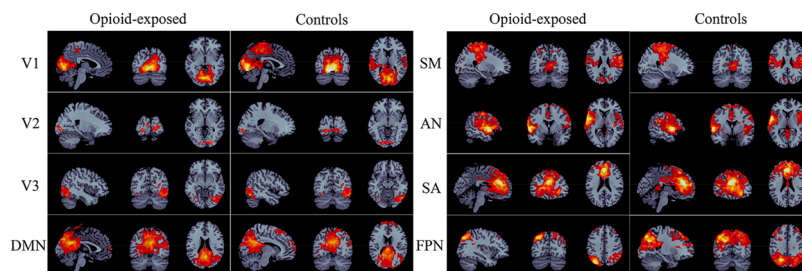 Opioid-exposed Controls Opioid-exposed Controls
V1 SM
V2 AN
V3 SA
DMN FPN